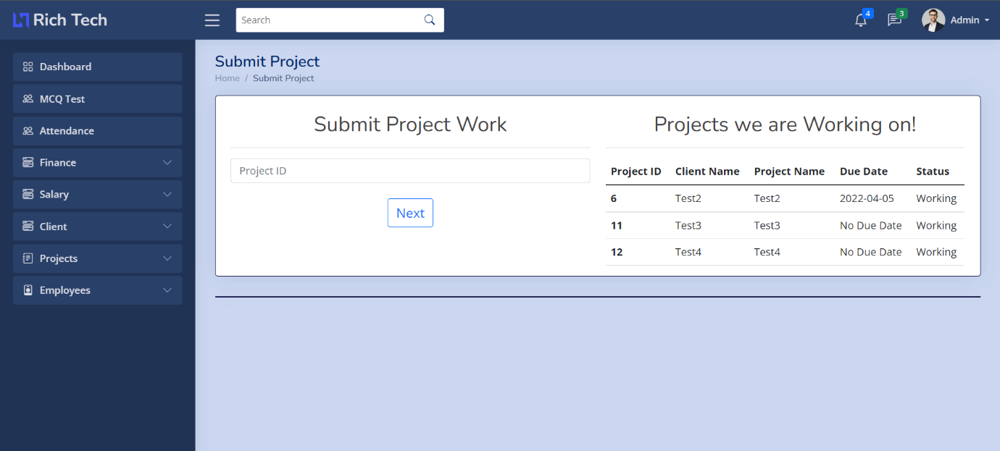 Rich Tech
Search
4
3
Admin
Dashboard
MCQ Test
Attendance
Finance
Salary
Client
Projects
Employees
Submit Project
Home / Submit Project
Submit Project Work
Project ID
Next
Projects we are Working on!
Project ID Client Name Project Name Due Date Status
6 Test2 Test2 2022-04-05 Working
11 Test3 Test3 No Due Date Working
12 Test4 Test4 No Due Date Working